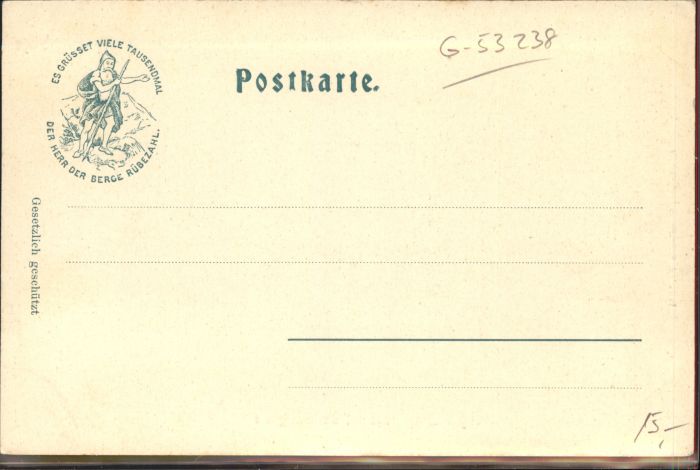 ES GRÜSSET VIELE TAUSENDMAL
DER HERR DER BERGE RÜBEZAHL.
Postkarte.
G-53238
Gesetzlich geschützt
15,-